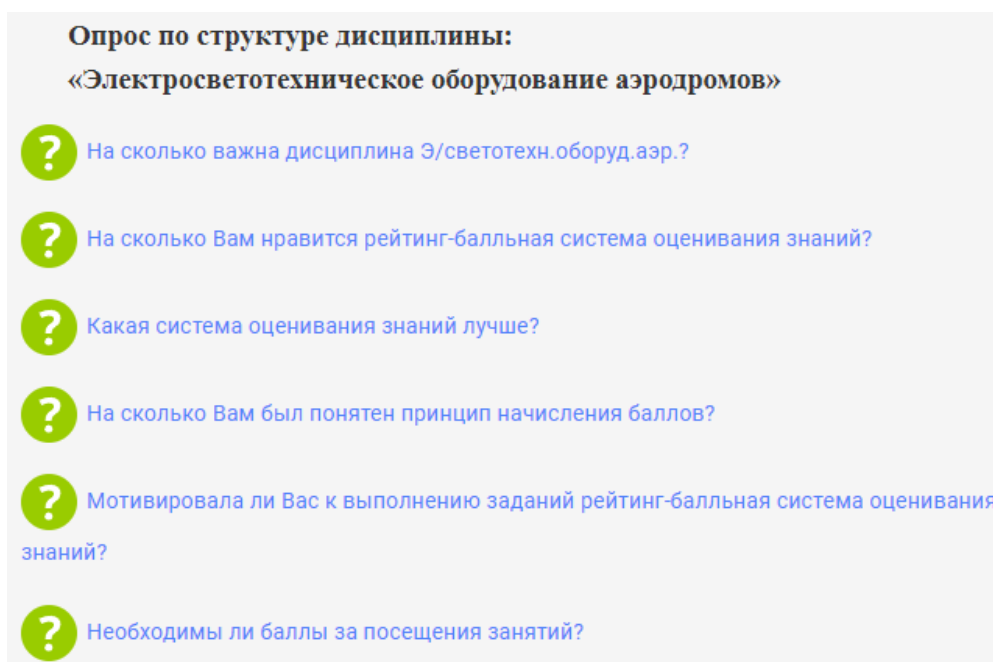 Опрос по структуре дисциплины:
«Электросветотехническое оборудование аэродромов»
? На сколько важна дисциплина Э/светотехн.оборуд.аэр.?
? На сколько Вам нравится рейтинг-балльная система оценивания знаний?
? Какая система оценивания знаний лучше?
? На сколько Вам был понятен принцип начисления баллов?
? Мотивировала ли Вас к выполнению заданий рейтинг-балльная система оценивания
знаний?
? Необходимы ли баллы за посещения занятий?